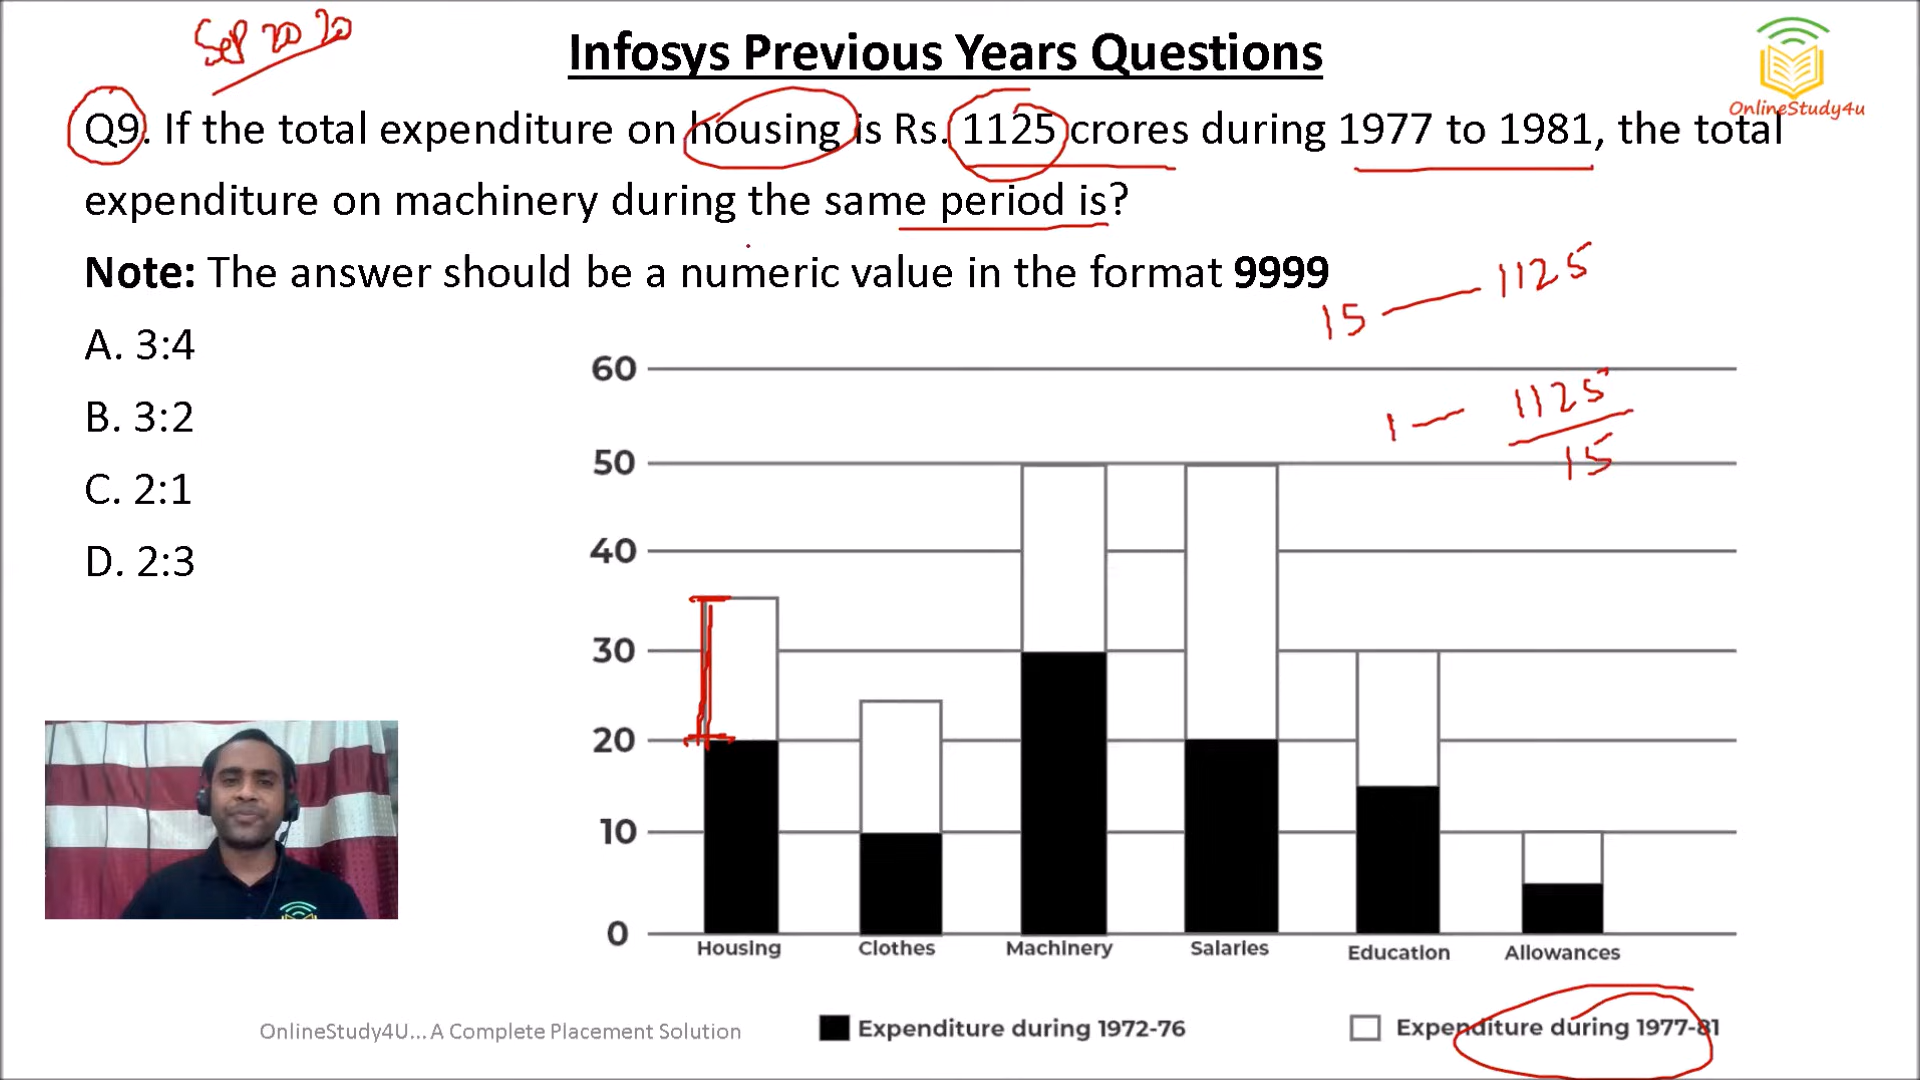 Sep 2020
Infosys Previous Years Questions
OnlineStudy4u
Q9. If the total expenditure on housing is Rs. 1125 crores during 1977 to 1981, the total
expenditure on machinery during the same period is?
Note: The answer should be a numeric value in the format 9999
15 — 1125
A. 3:4
B. 3:2
C. 2:1
D. 2:3
1 — 1125
15
60
50
40
30
20
10
0
Housing Clothes Machinery Salaries Education Allowances
OnlineStudy4U... A Complete Placement Solution
Expenditure during 1972-76
Expenditure during 1977-81